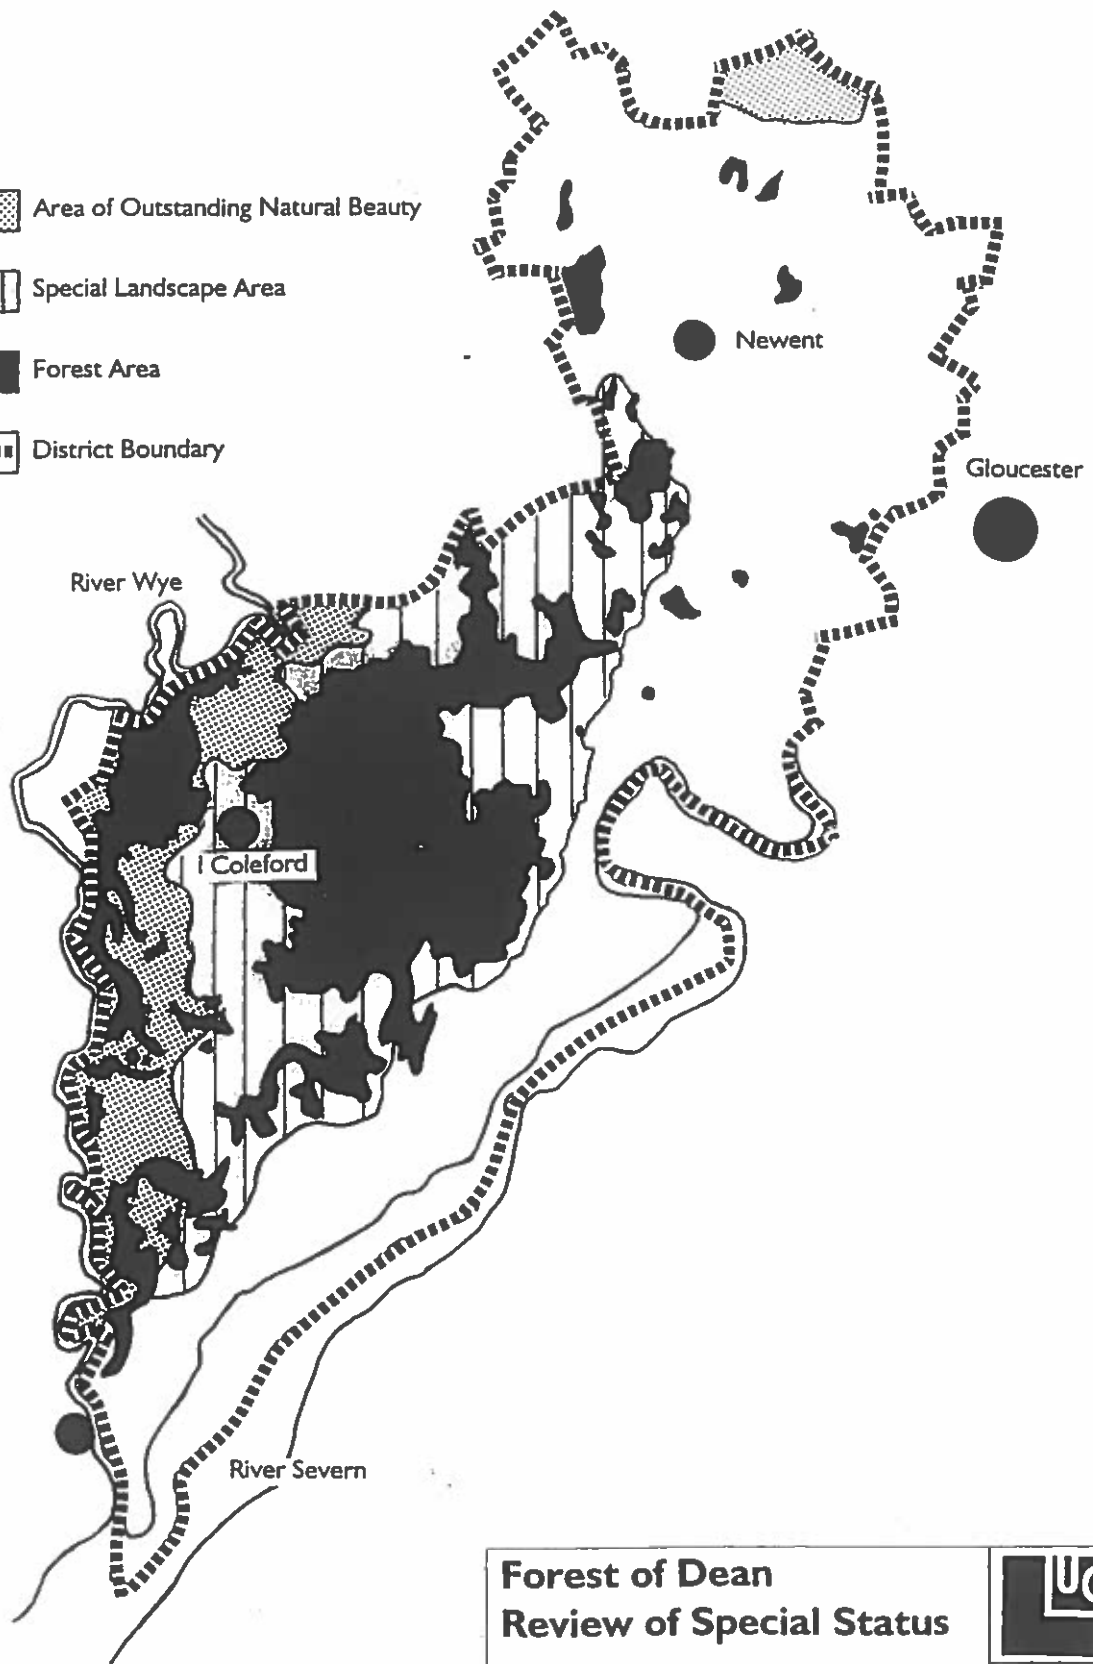 Area of Outstanding Natural Beauty
Special Landscape Area
Forest Area
District Boundary
Newent
Gloucester
River Wye
Coleford
River Severn
Forest of Dean
Review of Special Status